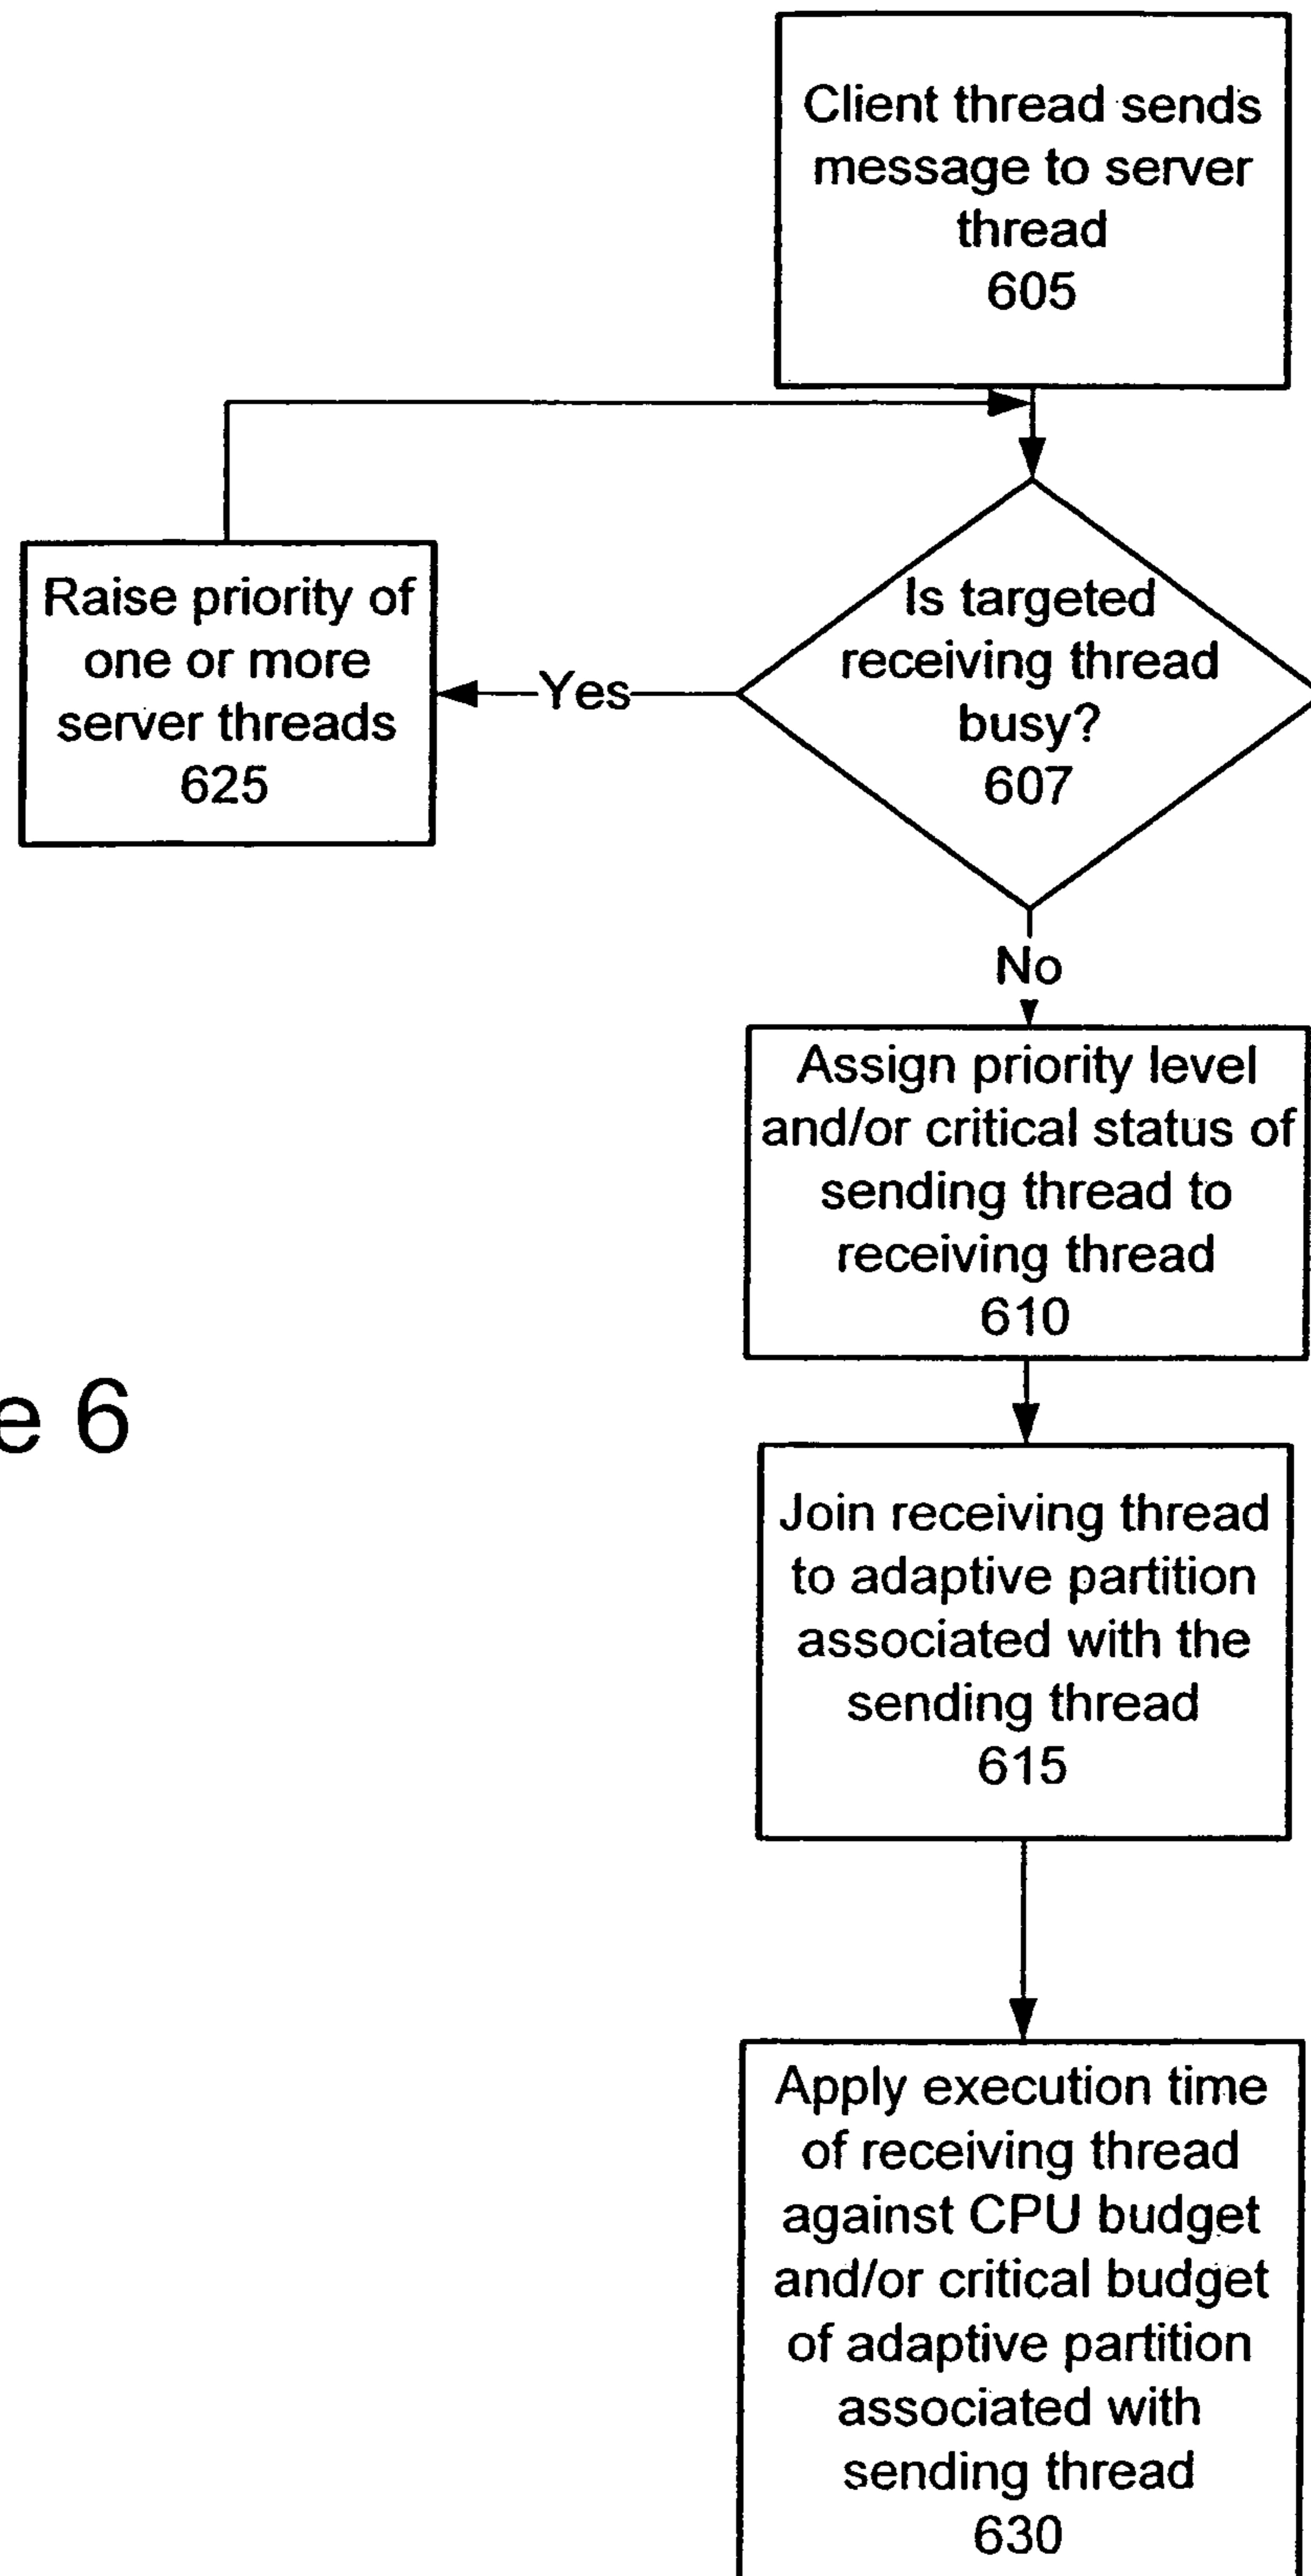 Client thread sends
message to server
thread
605
Raise priority of
one or more
server threads
625
Yes
Is targeted
receiving thread
busy?
607
No
Assign priority level
and/or critical status of
sending thread to
receiving thread
610
e 6
Join receiving thread
to adaptive partition
associated with the
sending thread
615
Apply execution time
of receiving thread
against CPU budget
and/or critical budget
of adaptive partition
associated with
sending thread
630